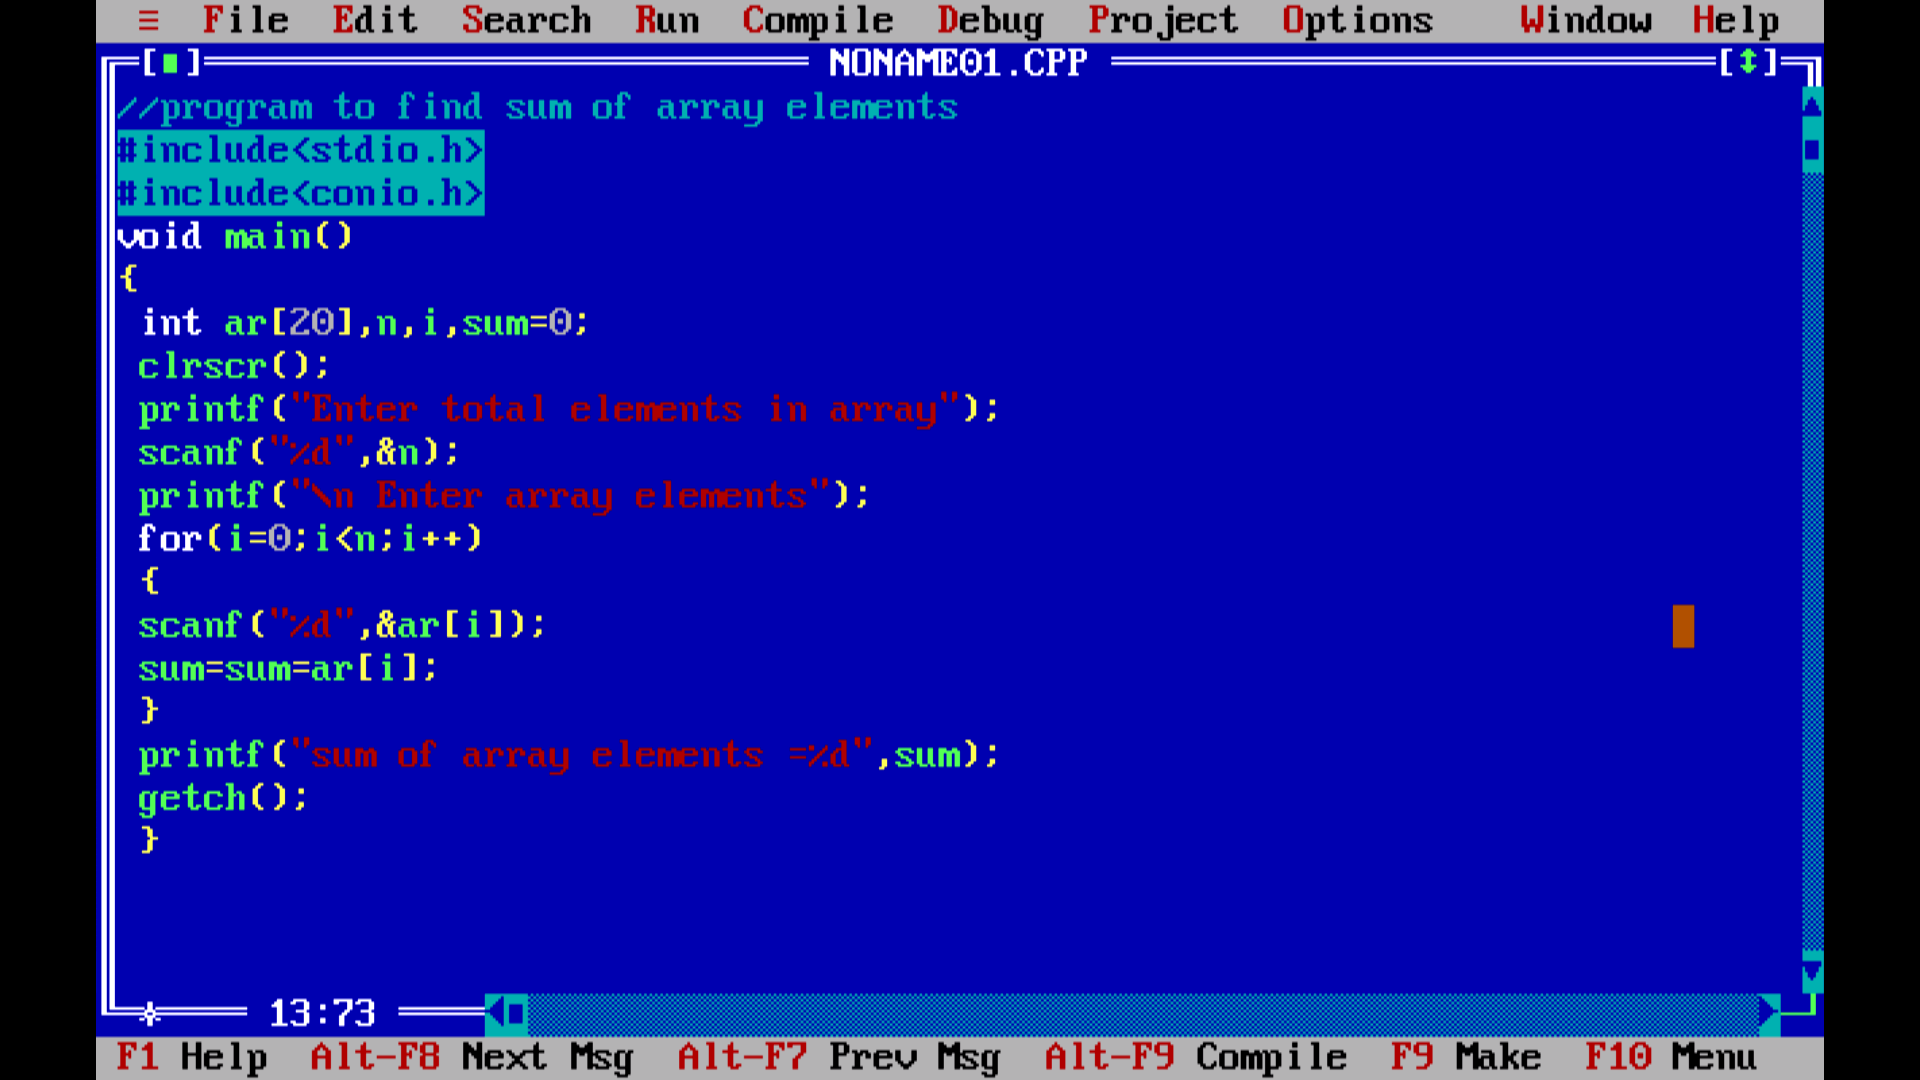 ≡ File Edit Search Run Compile Debug Project Options Window Help
[■] NONAME01.CPP [↕]
//program to find sum of array elements
#include<stdio.h>
#include<conio.h>
void main()
{
int ar[20],n,i,sum=0;
clrscr();
printf("Enter total elements in array");
scanf("%d",&n);
printf("\n Enter array elements");
for(i=0;i<n;i++)
{
scanf("%d",&ar[i]);
sum=sum=ar[i];
}
printf("sum of array elements =%d",sum);
getch();
}
13:73
F1 Help Alt-F8 Next Msg Alt-F7 Prev Msg Alt-F9 Compile F9 Make F10 Menu